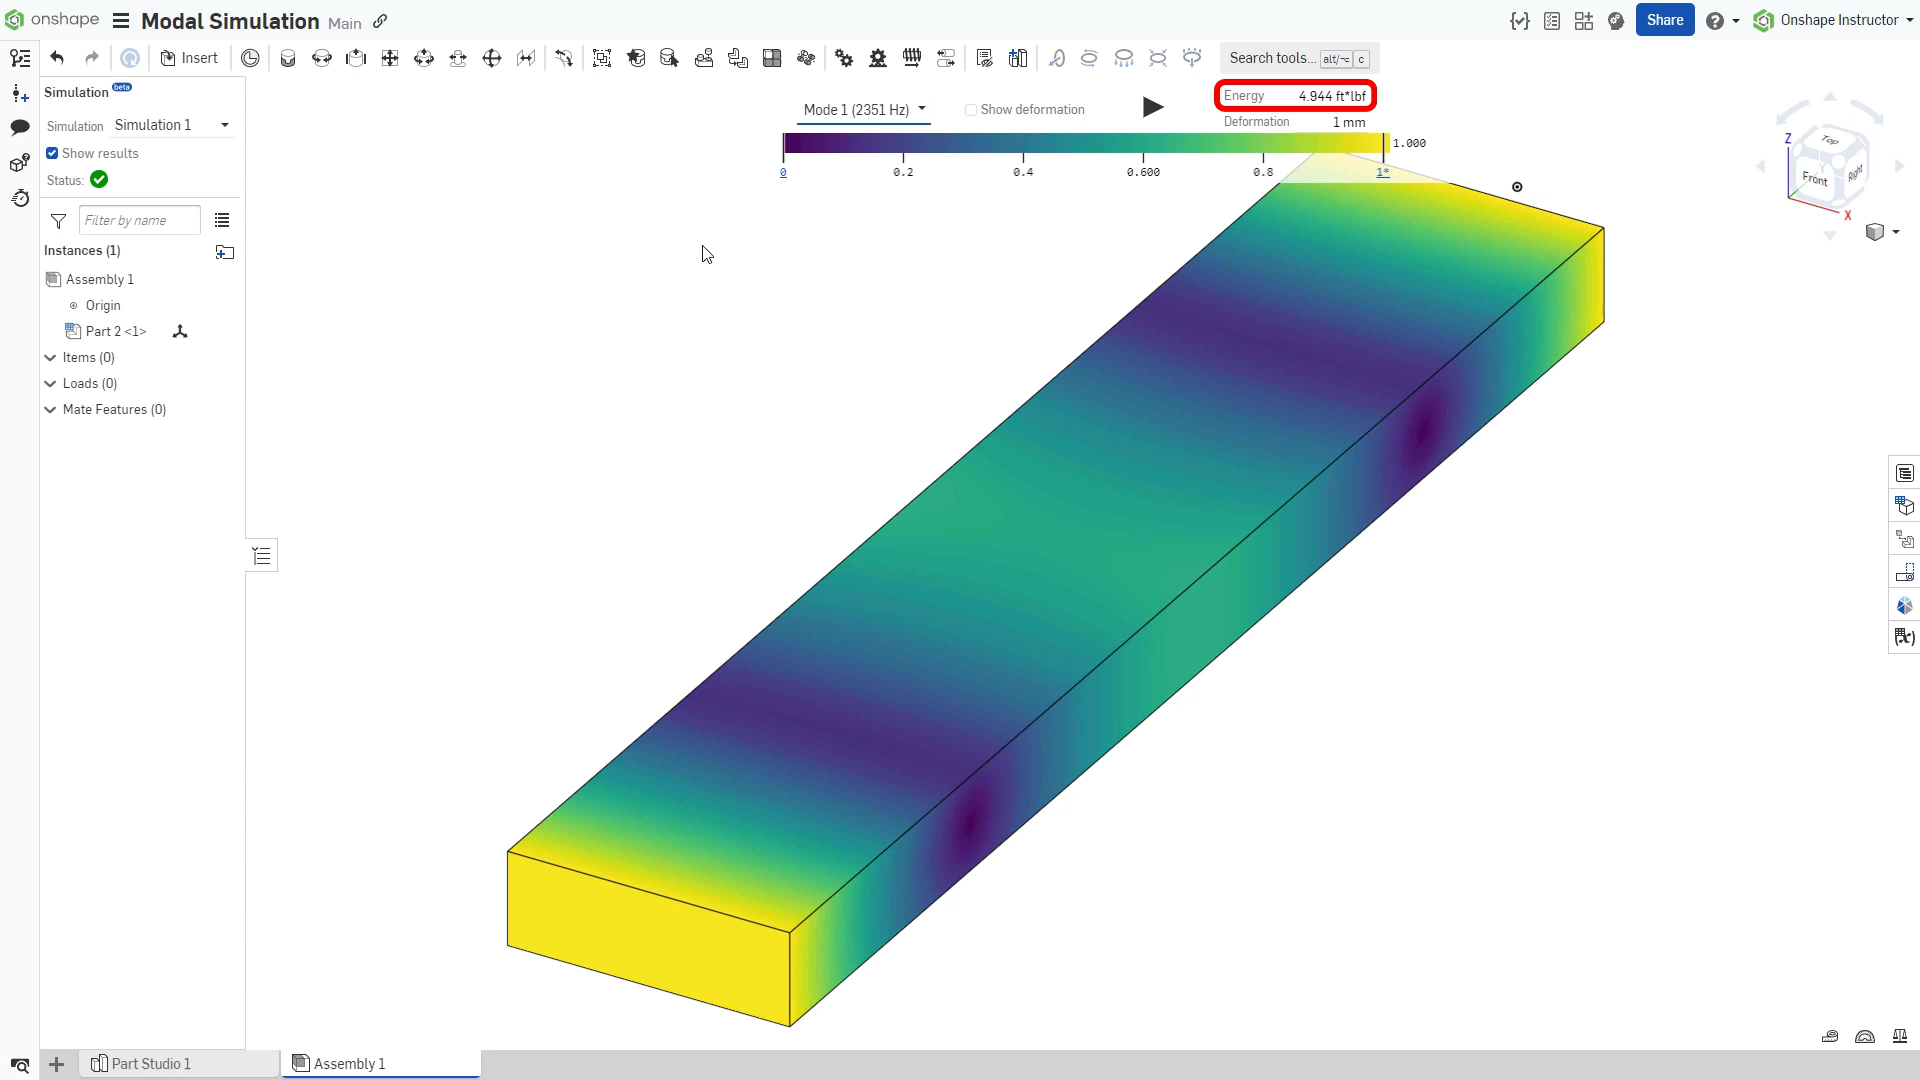 onshape Modal Simulation Main Share Onshape Instructor
Insert Search tools... alt/⌥ c
Simulation beta
Simulation Simulation 1
Show results
Status:
Filter by name
Instances (1)
Assembly 1
Origin
Part 2 <1>
Items (0)
Loads (0)
Mate Features (0)
Mode 1 (2351 Hz) Show deformation
Energy 4.944 ft*lbf
Deformation 1 mm
1.000
0 0.2 0.4 0.600 0.8 1*
Z
Top
Y
Front Right
X
Part Studio 1 Assembly 1